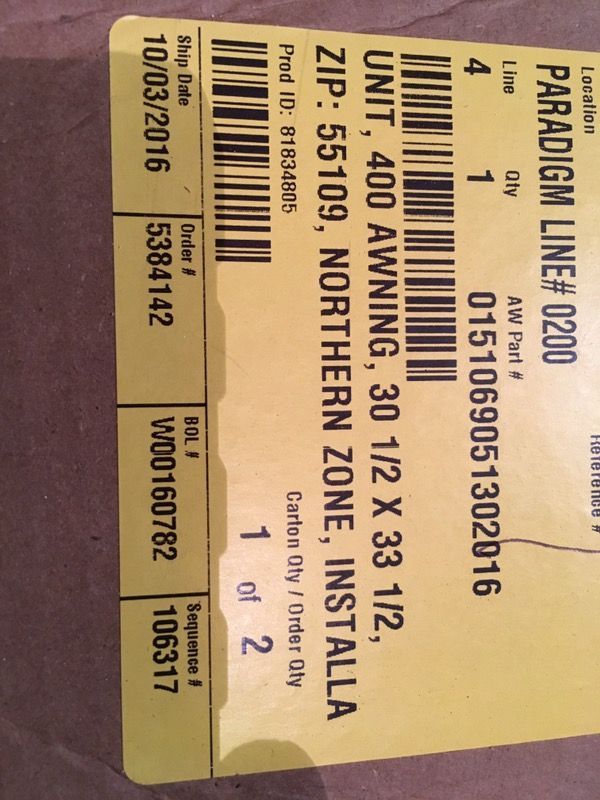 Location
Reference #
PARADIGM LINE# 0200
Line Qty AW Part #
4 1 0151069051302016
UNIT, 400 AWNING, 30 1/2 X 33 1/2,
ZIP: 55109, NORTHERN ZONE, INSTALLA
Prod ID: 81834805
Carton Qty / Order Qty
1 of 2
Ship Date Order # BOL # Sequence #
10/03/2016 5384142 W00160782 106317